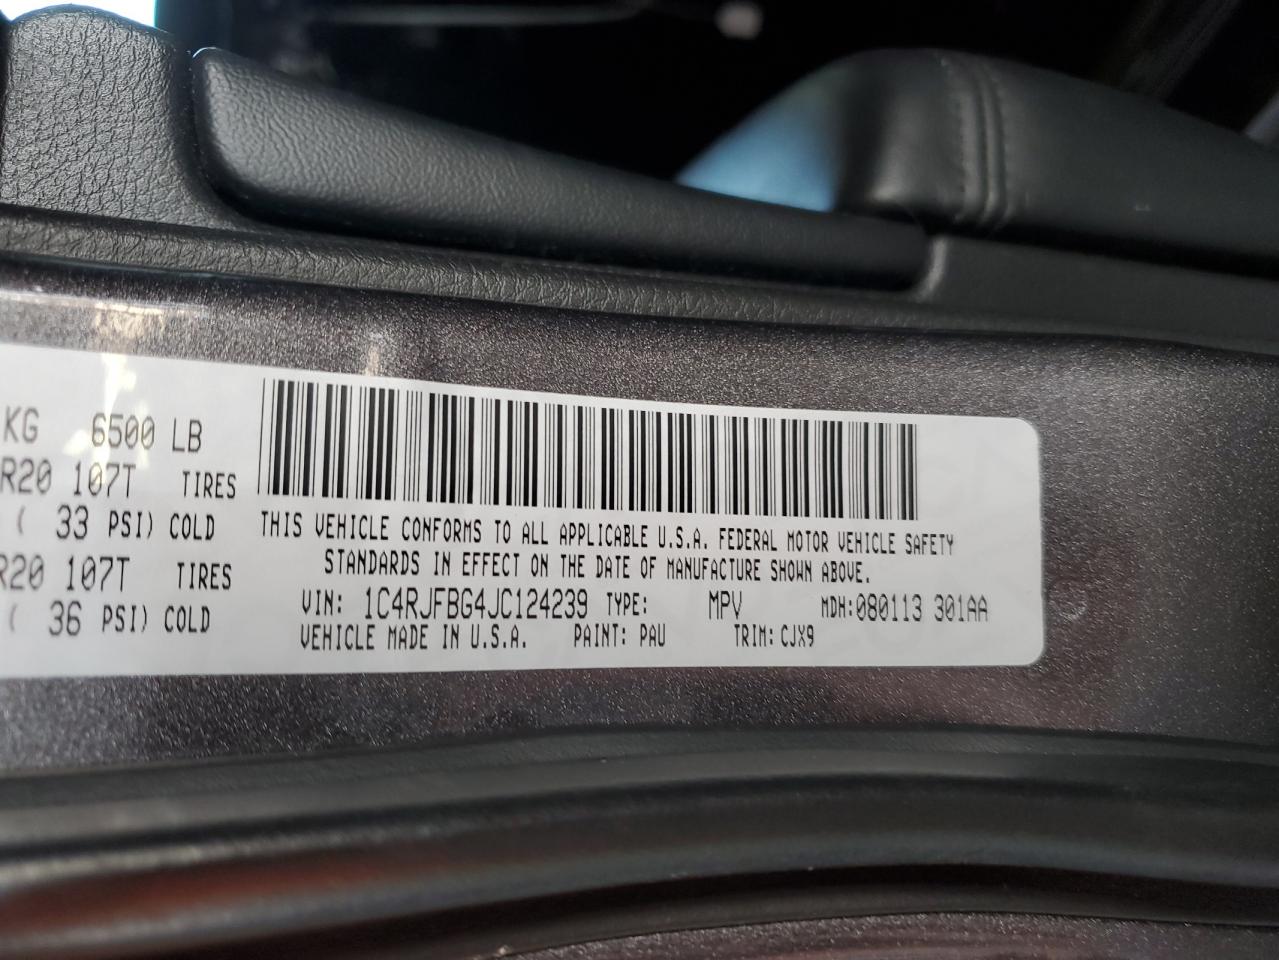 KG 6500 LB
R20 107T TIRES
( 33 PSI) COLD
R20 107T TIRES
( 36 PSI) COLD
THIS VEHICLE CONFORMS TO ALL APPLICABLE U.S.A. FEDERAL MOTOR VEHICLE SAFETY
STANDARDS IN EFFECT ON THE DATE OF MANUFACTURE SHOWN ABOVE.
VIN: 1C4RJFBG4JC124239 TYPE: MPV MDH:080113 301AA
VEHICLE MADE IN U.S.A. PAINT: PAU TRIM: CJX9